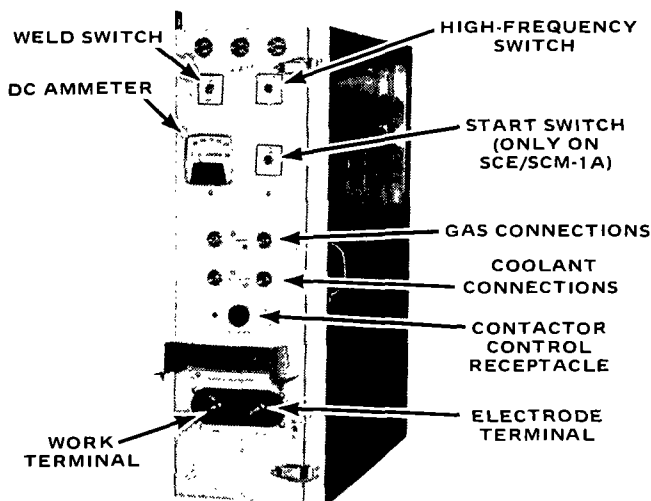 WELD SWITCH
HIGH-FREQUENCY
SWITCH
DC AMMETER
START SWITCH
(ONLY ON
SCE/SCM-1A)
GAS CONNECTIONS
COOLANT
CONNECTIONS
CONTACTOR
CONTROL
RECEPTACLE
WORK
TERMINAL
ELECTRODE
TERMINAL